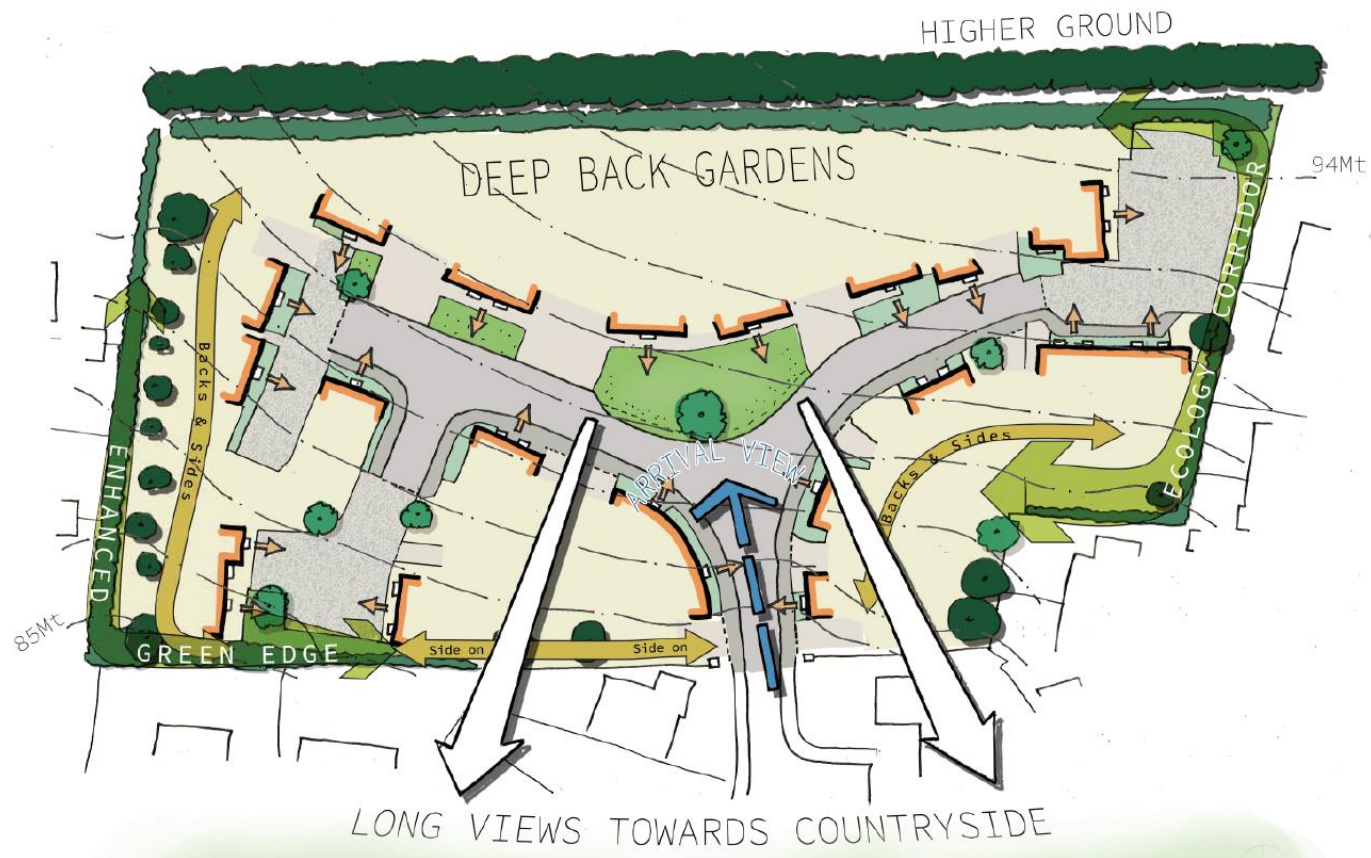 HIGHER GROUND
DEEP BACK GARDENS
94Mt
ECOLOGY CORRIDOR
Backs & Sides
ARRIVAL VIEW
Backs & Sides
ENHANCED
85Mt
GREEN EDGE
Side on
Side on
LONG VIEWS TOWARDS COUNTRYSIDE